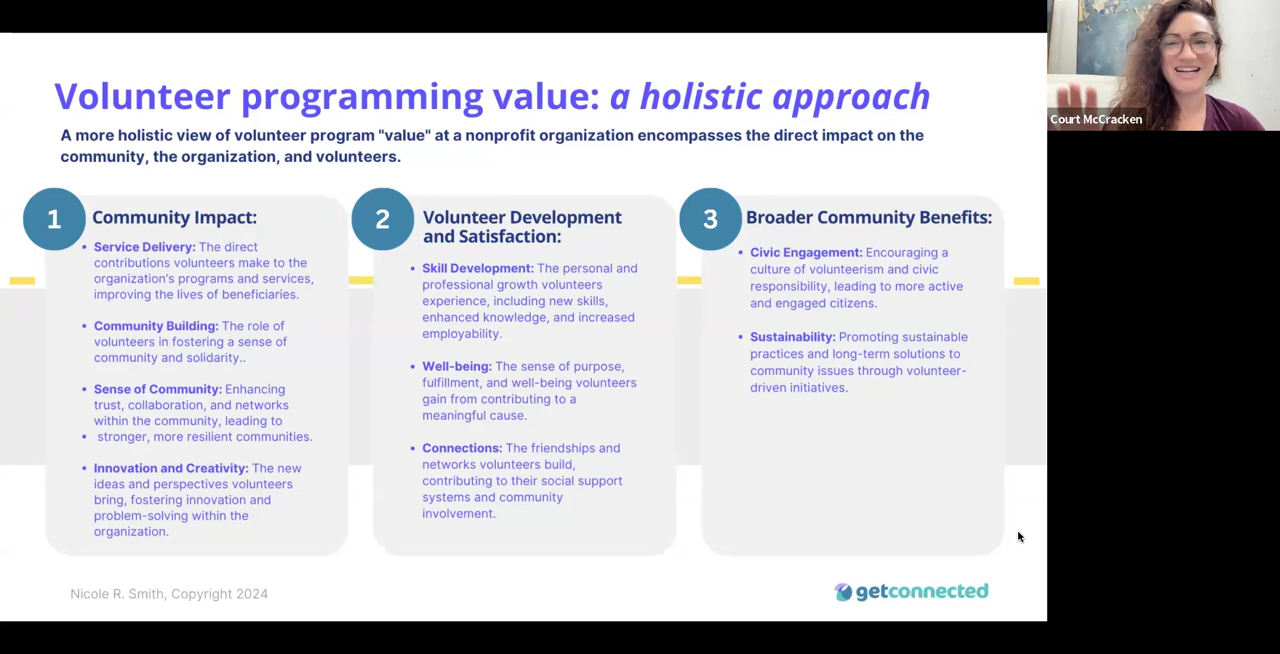 Volunteer programming value: a holistic approach
A more holistic view of volunteer program "value" at a nonprofit organization encompasses the direct impact on the
community, the organization, and volunteers.
Court McCracken
1
Community Impact:
• Service Delivery: The direct
contributions volunteers make to the
organization's programs and services,
improving the lives of beneficiaries.
• Community Building: The role of
volunteers in fostering a sense of
community and solidarity..
• Sense of Community: Enhancing
trust, collaboration, and networks
within the community, leading to
• stronger, more resilient communities.
• Innovation and Creativity: The new
ideas and perspectives volunteers
bring, fostering innovation and
problem-solving within the
organization.
2
Volunteer Development
and Satisfaction:
• Skill Development: The personal and
professional growth volunteers
experience, including new skills,
enhanced knowledge, and increased
employability.
• Well-being: The sense of purpose,
fulfillment, and well-being volunteers
gain from contributing to a
meaningful cause.
• Connections: The friendships and
networks volunteers build,
contributing to their social support
systems and community
involvement.
3
Broader Community Benefits:
• Civic Engagement: Encouraging a
culture of volunteerism and civic
responsibility, leading to more active
and engaged citizens.
• Sustainability: Promoting sustainable
practices and long-term solutions to
community issues through volunteer-
driven initiatives.
Nicole R. Smith, Copyright 2024
getconnected